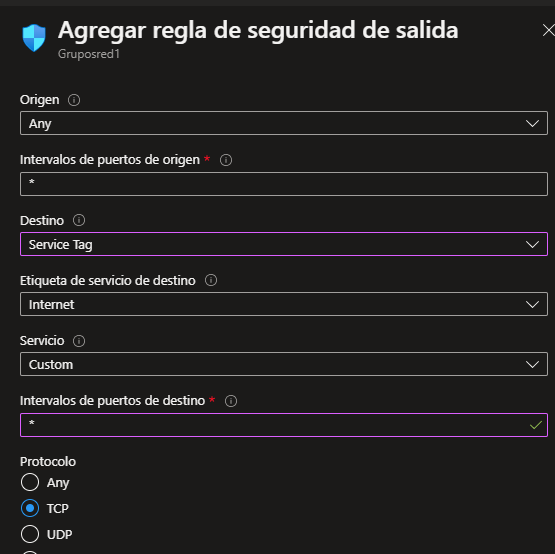 Agregar regla de seguridad de salida
Gruposred1
Origen
Any
Intervalos de puertos de origen *
*
Destino
Service Tag
Etiqueta de servicio de destino
Internet
Servicio
Custom
Intervalos de puertos de destino *
*
Protocolo
Any
TCP
UDP